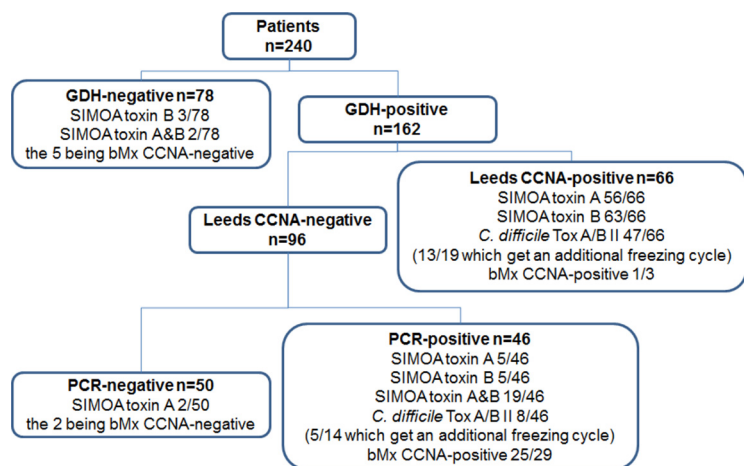 Patients
n=240
GDH-negative n=78
SIMOA toxin B 3/78
SIMOA toxin A&B 2/78
the 5 being bMx CCNA-negative
GDH-positive
n=162
Leeds CCNA-positive n=66
SIMOA toxin A 56/66
SIMOA toxin B 63/66
C. difficile Tox A/B II 47/66
(13/19 which get an additional freezing cycle)
bMx CCNA-positive 1/3
Leeds CCNA-negative
n=96
PCR-negative n=50
SIMOA toxin A 2/50
the 2 being bMx CCNA-negative
PCR-positive n=46
SIMOA toxin A 5/46
SIMOA toxin B 5/46
SIMOA toxin A&B 19/46
C. difficile Tox A/B II 8/46
(5/14 which get an additional freezing cycle)
bMx CCNA-positive 25/29